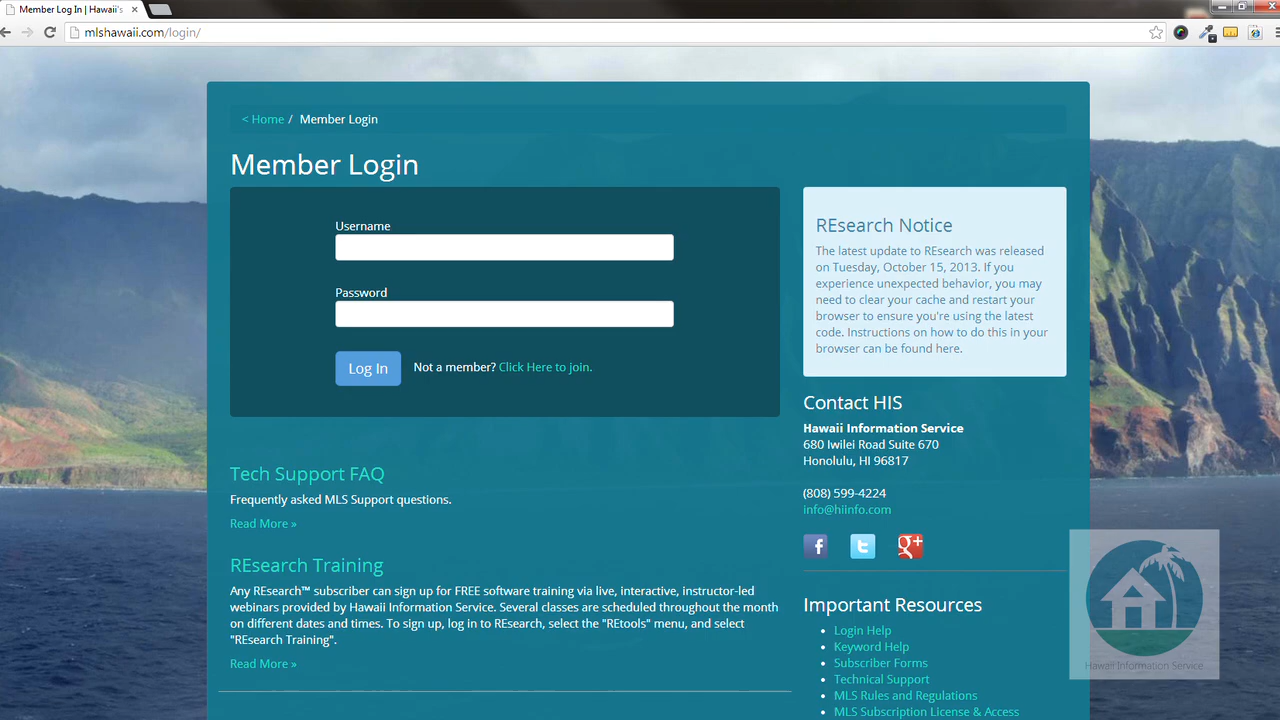 Member Log In | Hawaii's
mlshawaii.com/login/
< Home / Member Login
Member Login
Username
Password
Log In
Not a member? Click Here to join.
Tech Support FAQ
Frequently asked MLS Support questions.
Read More »
REsearch Training
Any REsearch™ subscriber can sign up for FREE software training via live, interactive, instructor-led
webinars provided by Hawaii Information Service. Several classes are scheduled throughout the month
on different dates and times. To sign up, log in to REsearch, select the "REtools" menu, and select
"REsearch Training".
Read More »
REsearch Notice
The latest update to REsearch was released
on Tuesday, October 15, 2013. If you
experience unexpected behavior, you may
need to clear your cache and restart your
browser to ensure you're using the latest
code. Instructions on how to do this in your
browser can be found here.
Contact HIS
Hawaii Information Service
680 Iwilei Road Suite 670
Honolulu, HI 96817
(808) 599-4224
info@hiinfo.com
Important Resources
Login Help
Keyword Help
Subscriber Forms
Technical Support
MLS Rules and Regulations
MLS Subscription License & Access
Hawaii Information Service